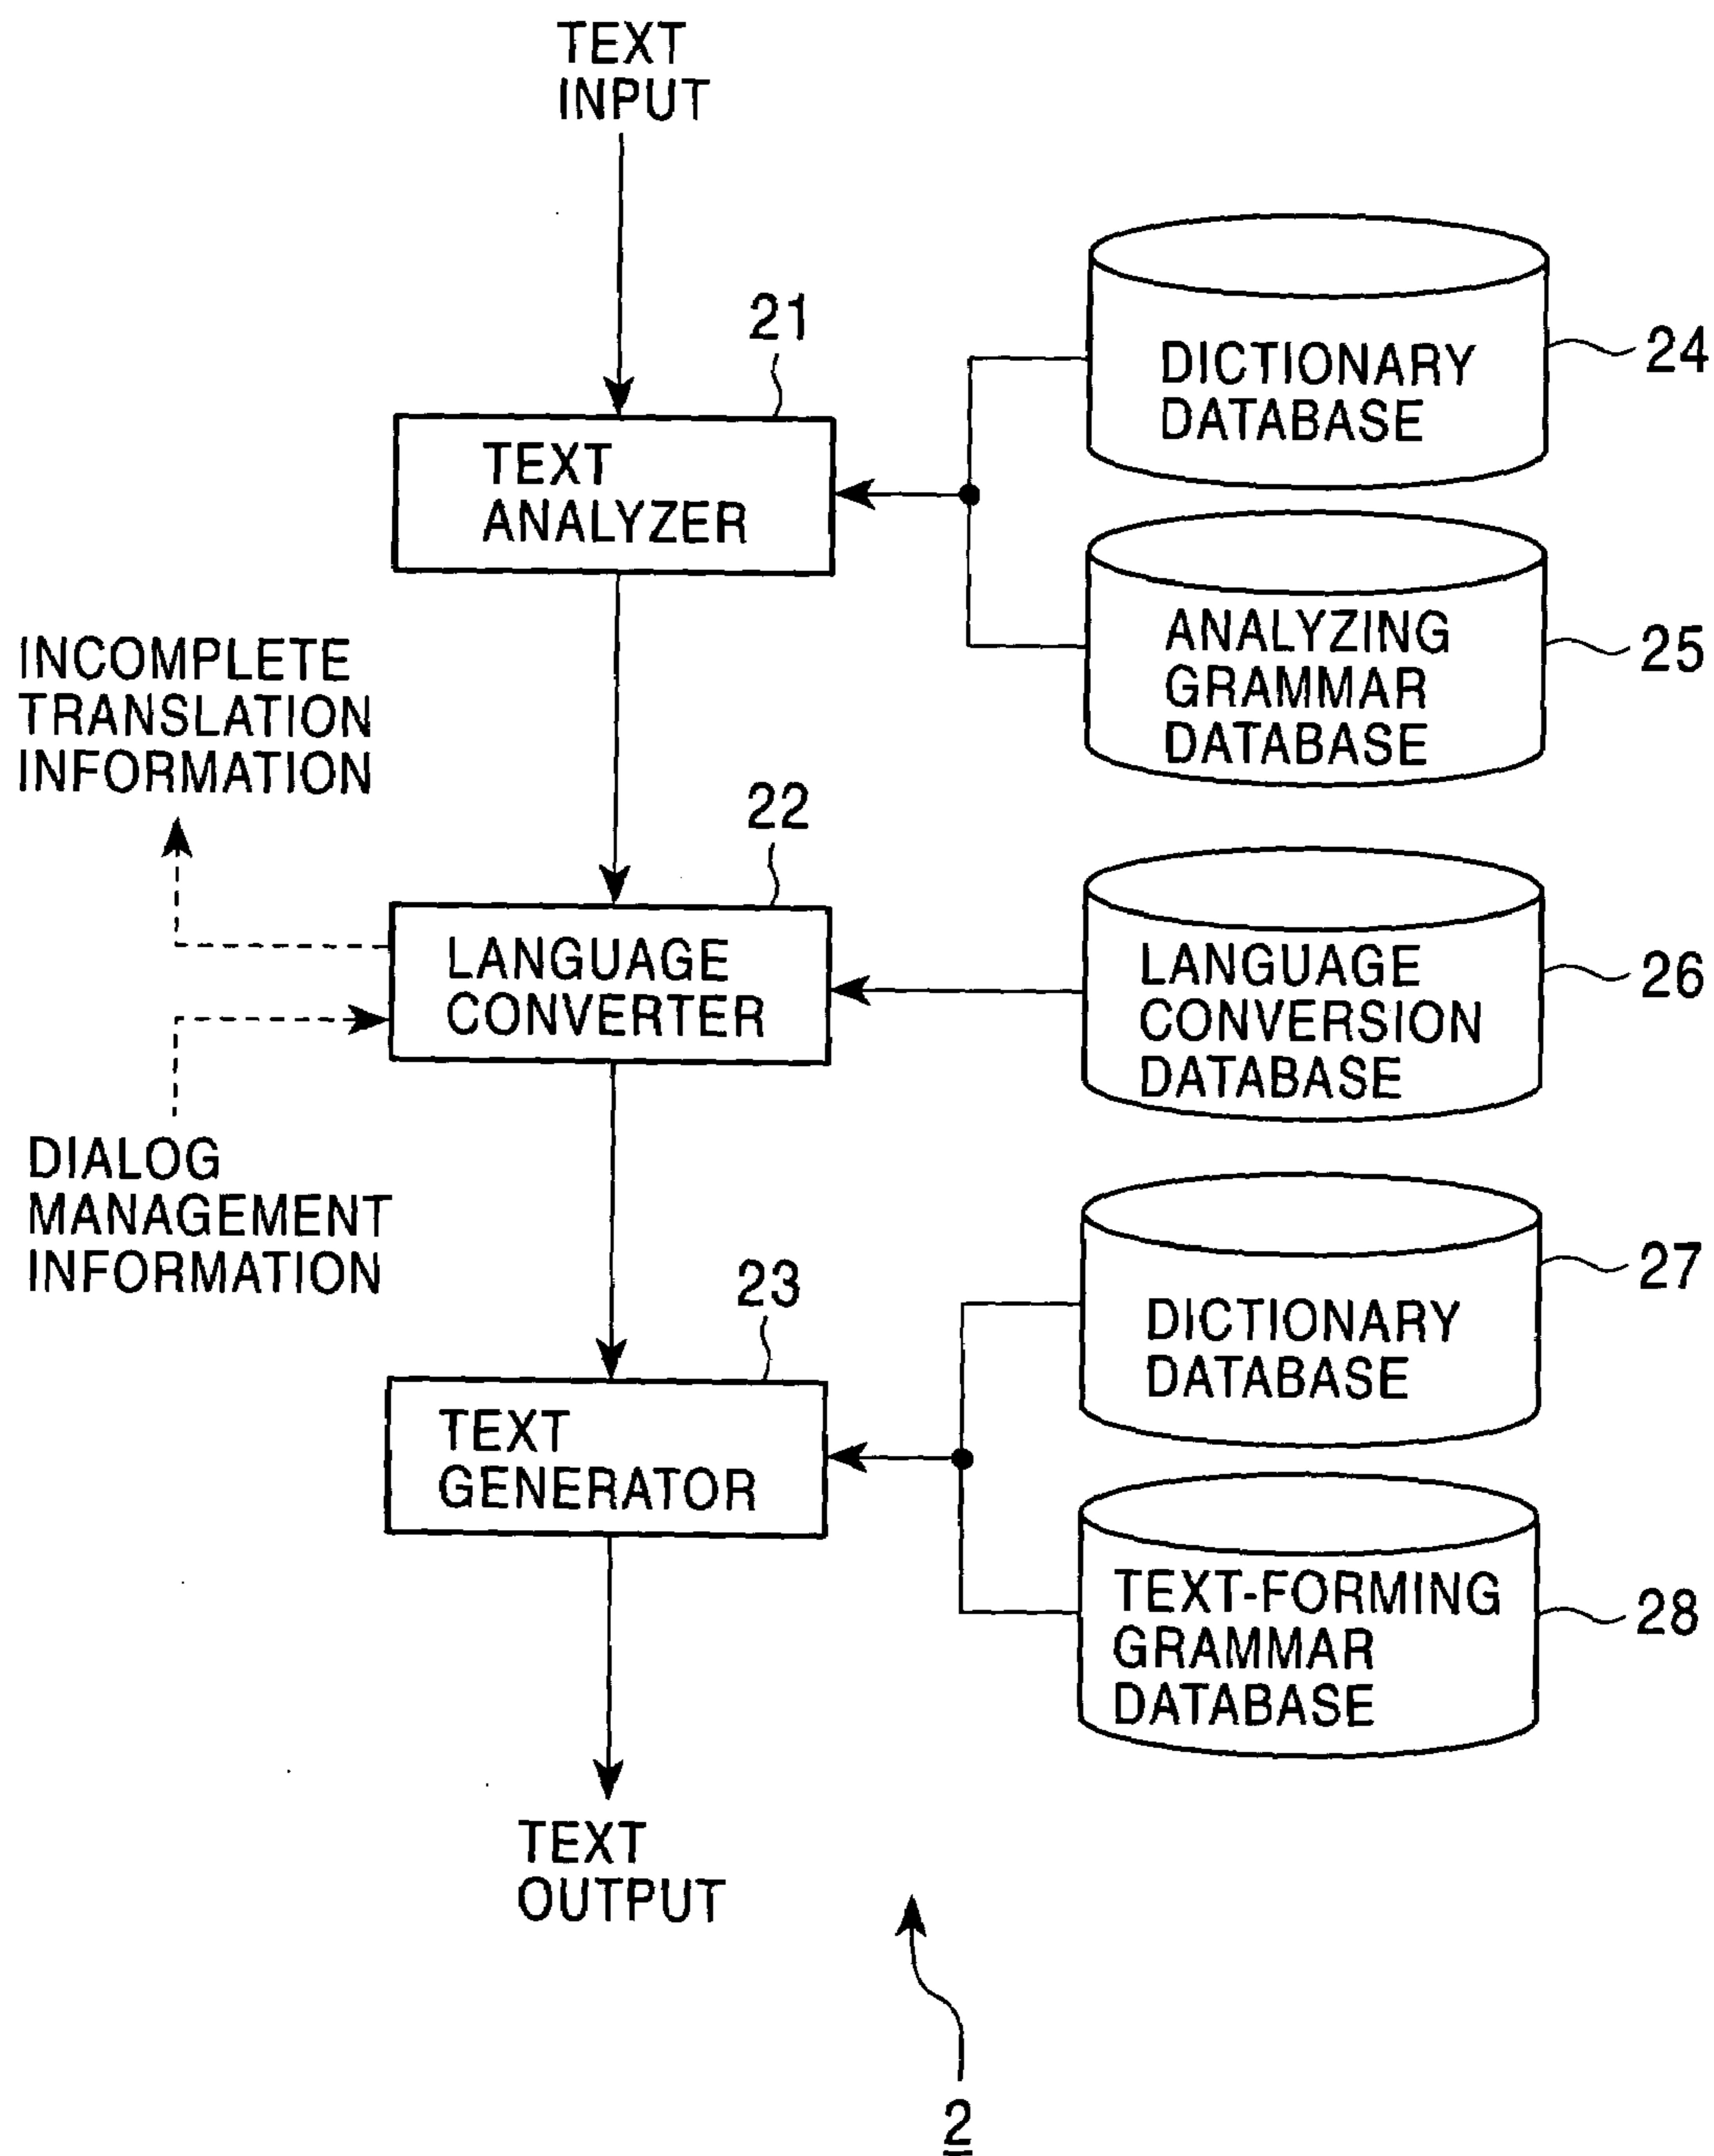 TEXT
INPUT
21
TEXT
ANALYZER
DICTIONARY
DATABASE
24
ANALYZING
GRAMMAR
DATABASE
25
INCOMPLETE
TRANSLATION
INFORMATION
22
LANGUAGE
CONVERTER
LANGUAGE
CONVERSION
DATABASE
26
DIALOG
MANAGEMENT
INFORMATION
23
TEXT
GENERATOR
DICTIONARY
DATABASE
27
TEXT-FORMING
GRAMMAR
DATABASE
28
TEXT
OUTPUT
2